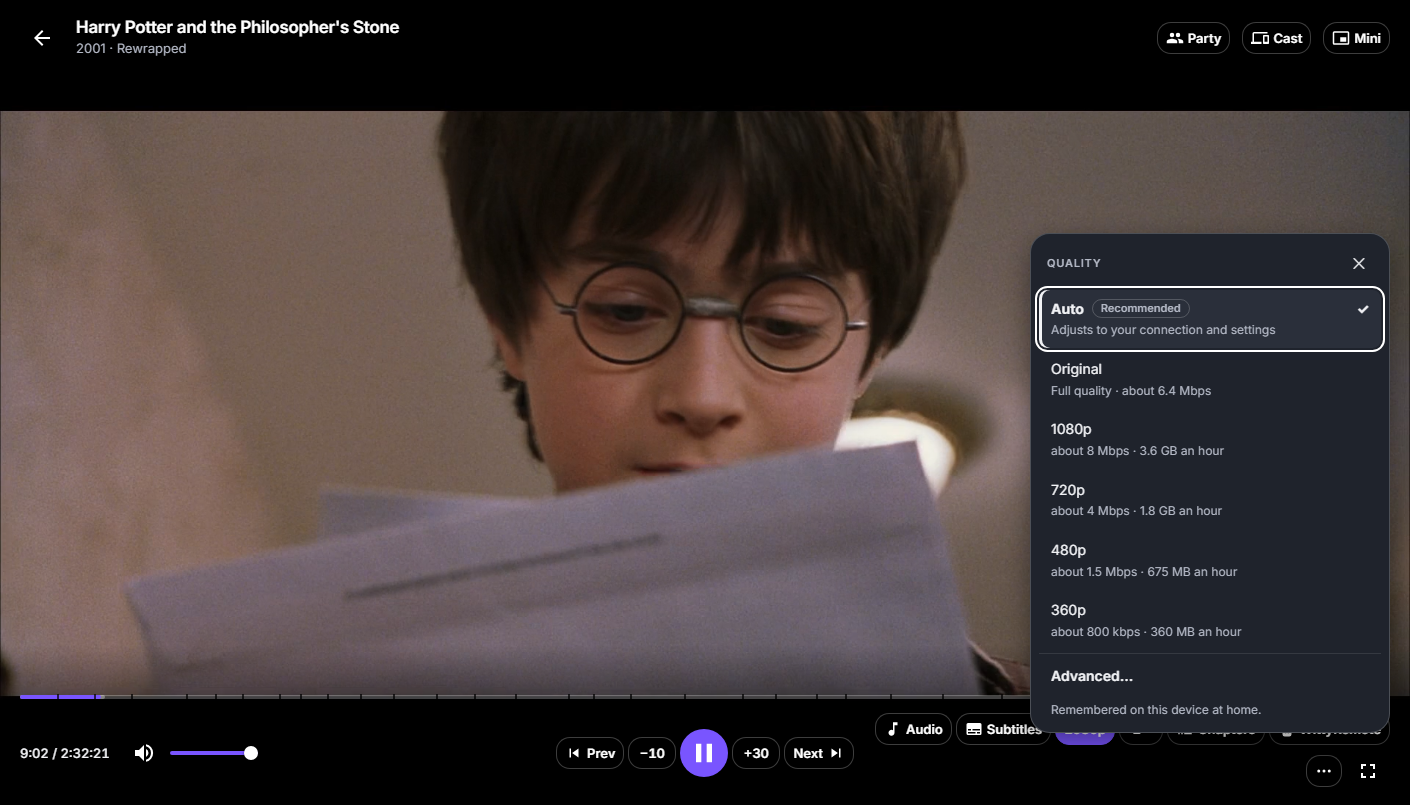 Harry Potter and the Philosopher's Stone
2001 · Rewrapped
Party
Cast
Mini
QUALITY
Auto Recommended
Adjusts to your connection and settings
Original
Full quality · about 6.4 Mbps
1080p
about 8 Mbps · 3.6 GB an hour
720p
about 4 Mbps · 1.8 GB an hour
480p
about 1.5 Mbps · 675 MB an hour
360p
about 800 kbps · 360 MB an hour
Advanced...
Remembered on this device at home.
Audio
Subtitles
9:02 / 2:32:21
Prev
−10
+30
Next